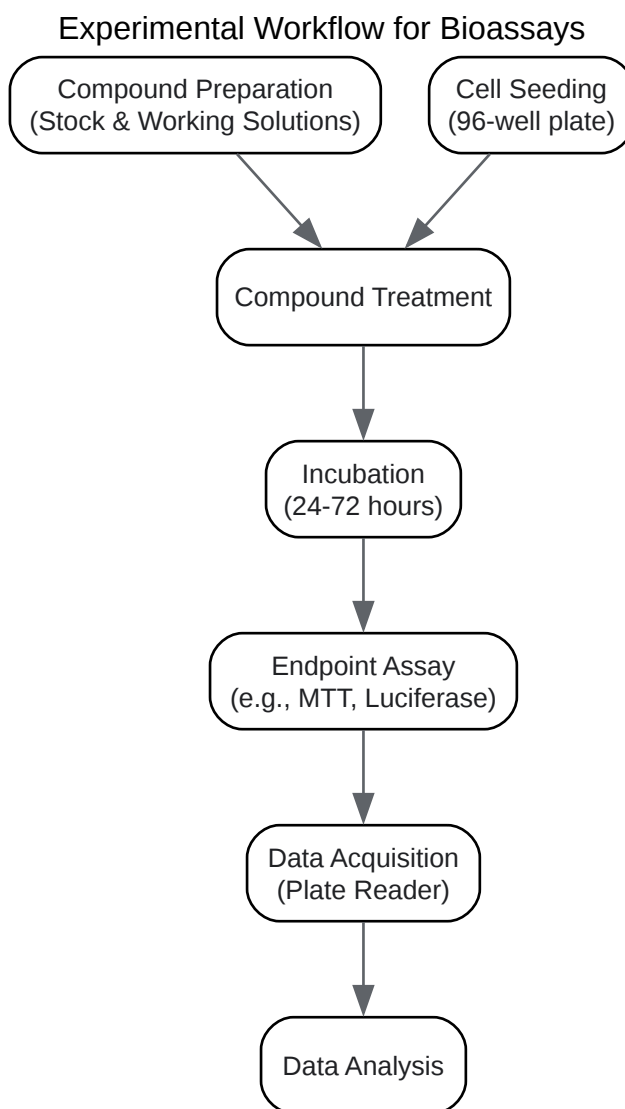 Experimental Workflow for Bioassays
Compound Preparation
(Stock & Working Solutions)
Cell Seeding
(96-well plate)
Compound Treatment
Incubation
(24-72 hours)
Endpoint Assay
(e.g., MTT, Luciferase)
Data Acquisition
(Plate Reader)
Data Analysis